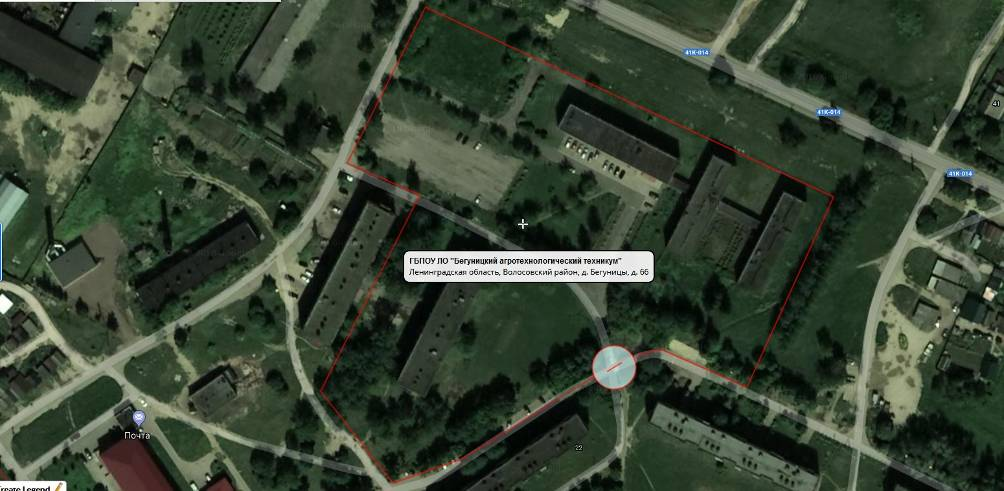 41К-014
41К-014
41
41К-014
ГБПОУ ЛО "Бегуницкий агротехнологический техникум"
Ленинградская область, Волосовский район, д. Бегуницы, д. 66
Почта
22
Create Legend